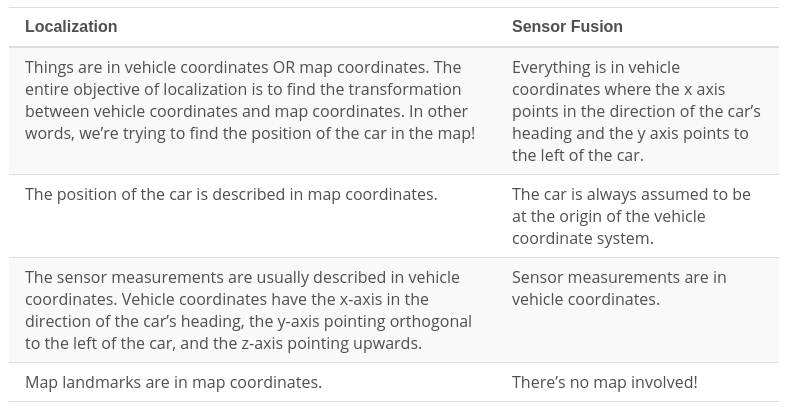 Localization
Sensor Fusion
Things are in vehicle coordinates OR map coordinates. The
entire objective of localization is to find the transformation
between vehicle coordinates and map coordinates. In other
words, we’re trying to find the position of the car in the map!
Everything is in vehicle
coordinates where the x axis
points in the direction of the car’s
heading and the y axis points to
the left of the car.
The position of the car is described in map coordinates.
The car is always assumed to be
at the origin of the vehicle
coordinate system.
The sensor measurements are usually described in vehicle
coordinates. Vehicle coordinates have the x-axis in the
direction of the car’s heading, the y-axis pointing orthogonal
to the left of the car, and the z-axis pointing upwards.
Sensor measurements are in
vehicle coordinates.
Map landmarks are in map coordinates.
There’s no map involved!